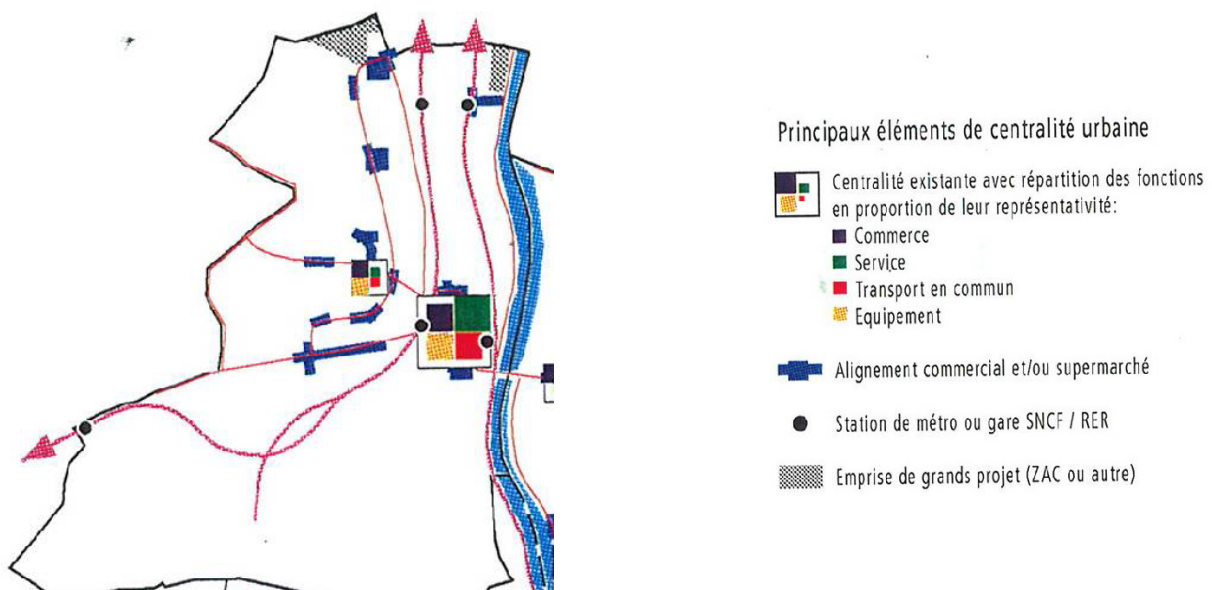 Principaux éléments de centralité urbaine
Centralité existante avec répartition des fonctions
en proportion de leur représentativité:
Commerce
Service
Transport en commun
Equipement
Alignement commercial et/ou supermarché
Station de métro ou gare SNCF / RER
Emprise de grands projet (ZAC ou autre)